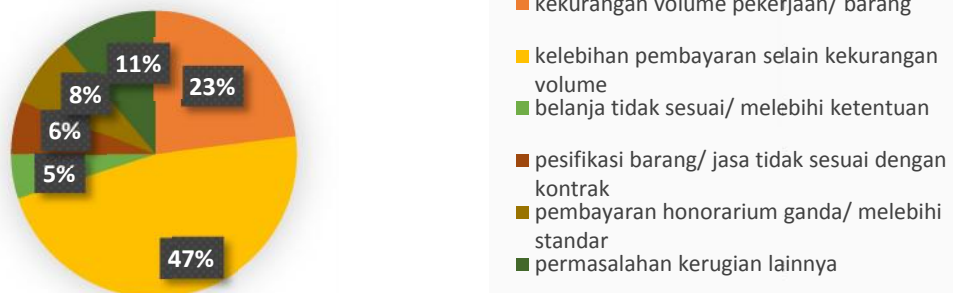 kekurangan volume pekerjaan/ barang
11%
23%
kelebihan pembayaran selain kekurangan
volume
8%
belanja tidak sesuai/ melebihi ketentuan
6%
pesifikasi barang/ jasa tidak sesuai dengan
kontrak
5%
pembayaran honorarium ganda/ melebihi
standar
47%
permasalahan kerugian lainnya